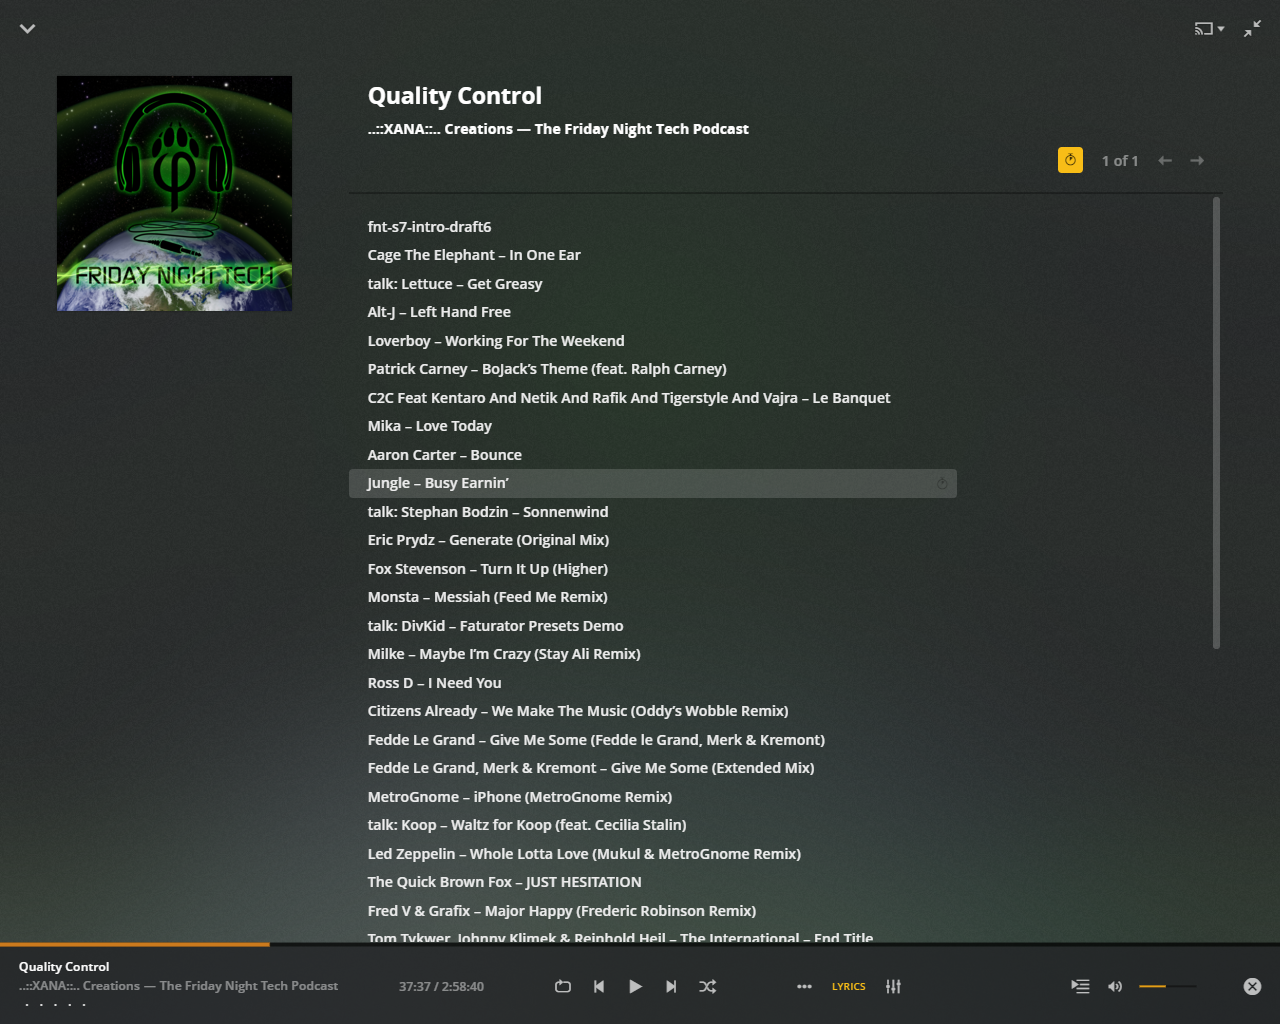 Quality Control
..::XANA::.. Creations — The Friday Night Tech Podcast
1 of 1
FRIDAY NIGHT TECH
fnt-s7-intro-draft6
Cage The Elephant – In One Ear
talk: Lettuce – Get Greasy
Alt-J – Left Hand Free
Loverboy – Working For The Weekend
Patrick Carney – BoJack’s Theme (feat. Ralph Carney)
C2C Feat Kentaro And Netik And Rafik And Tigerstyle And Vajra – Le Banquet
Mika – Love Today
Aaron Carter – Bounce
Jungle – Busy Earnin’
talk: Stephan Bodzin – Sonnenwind
Eric Prydz – Generate (Original Mix)
Fox Stevenson – Turn It Up (Higher)
Monsta – Messiah (Feed Me Remix)
talk: DivKid – Faturator Presets Demo
Milke – Maybe I’m Crazy (Stay Ali Remix)
Ross D – I Need You
Citizens Already – We Make The Music (Oddy’s Wobble Remix)
Fedde Le Grand – Give Me Some (Fedde le Grand, Merk & Kremont)
Fedde Le Grand, Merk & Kremont – Give Me Some (Extended Mix)
MetroGnome – iPhone (MetroGnome Remix)
talk: Koop – Waltz for Koop (feat. Cecilia Stalin)
Led Zeppelin – Whole Lotta Love (Mukul & MetroGnome Remix)
The Quick Brown Fox – JUST HESITATION
Fred V & Grafix – Major Happy (Frederic Robinson Remix)
Tom Tykwer, Johnny Klimek & Reinhold Heil – The International – End Title
Quality Control
..::XANA::.. Creations — The Friday Night Tech Podcast
37:37 / 2:58:40
LYRICS